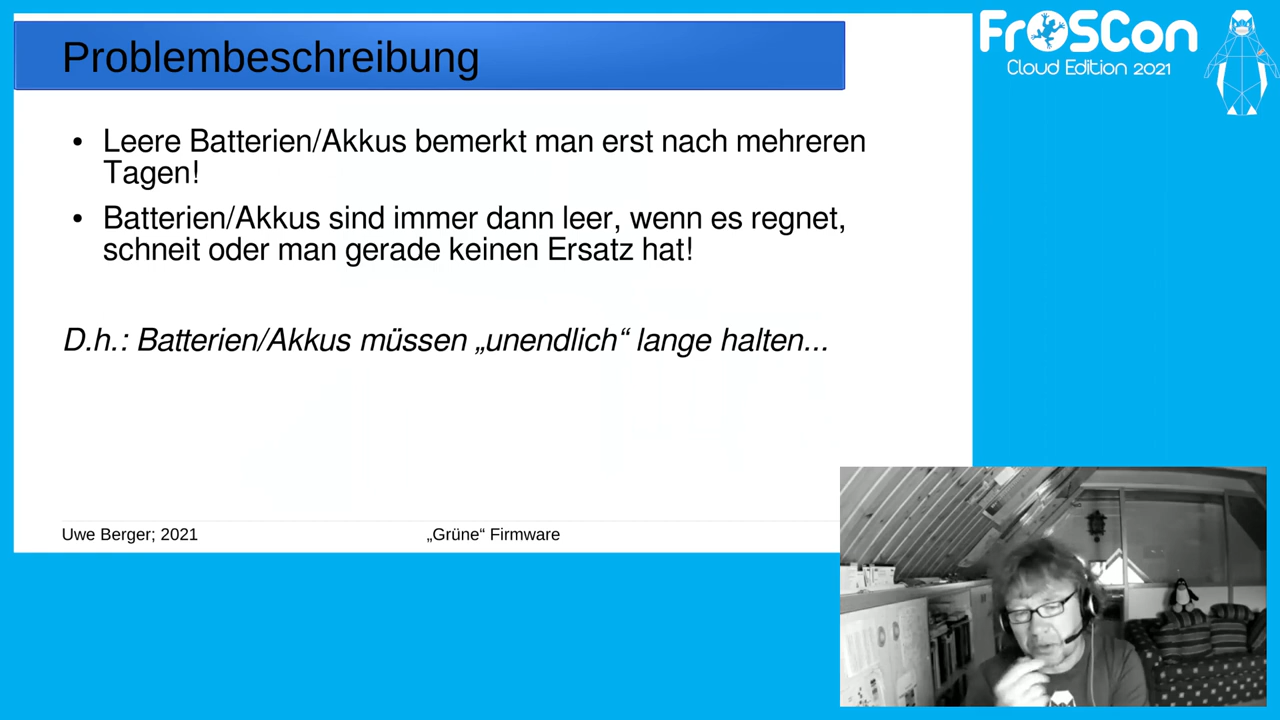 FrOSCon
Cloud Edition 2021
Problembeschreibung
• Leere Batterien/Akkus bemerkt man erst nach mehreren
Tagen!
• Batterien/Akkus sind immer dann leer, wenn es regnet,
schneit oder man gerade keinen Ersatz hat!
D.h.: Batterien/Akkus müssen „unendlich“ lange halten...
Uwe Berger; 2021
„Grüne“ Firmware